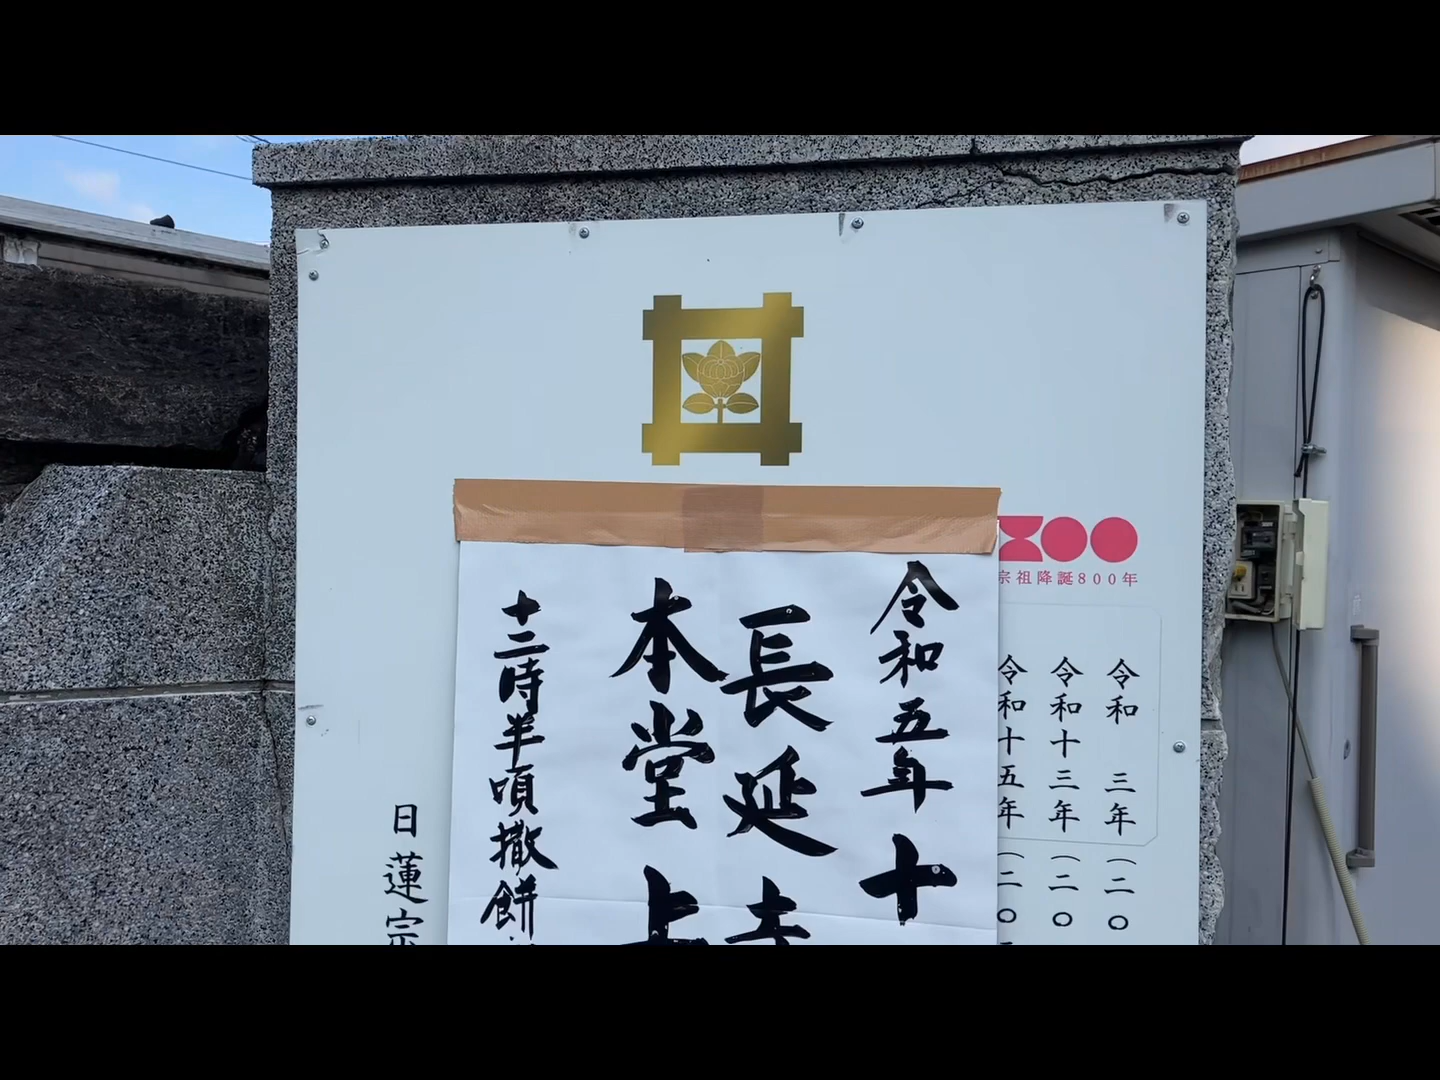 800
宗祖降誕800年
令和　三年（二〇
令和十三年（二〇
令和十五年（二〇
令和五年十
長延寺
本堂上
十二時半頃撒餅
日蓮宗